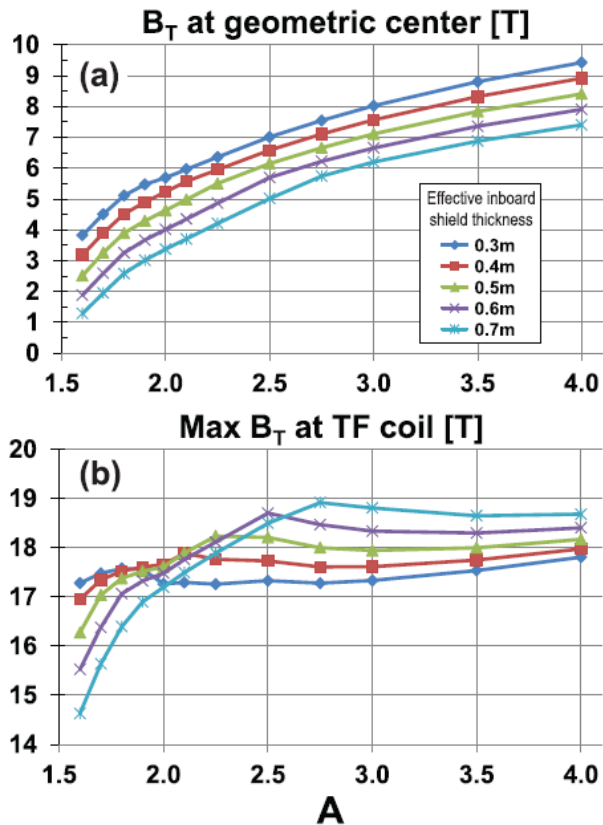 B_T at geometric center [T]
(a)
10
9
8
7
6
5
4
3
2
1
0
Effective inboard
shield thickness
0.3m
0.4m
0.5m
0.6m
0.7m
1.5 2.0 2.5 3.0 3.5 4.0
Max B_T at TF coil [T]
(b)
20
19
18
17
16
15
14
1.5 2.0 2.5 3.0 3.5 4.0
A